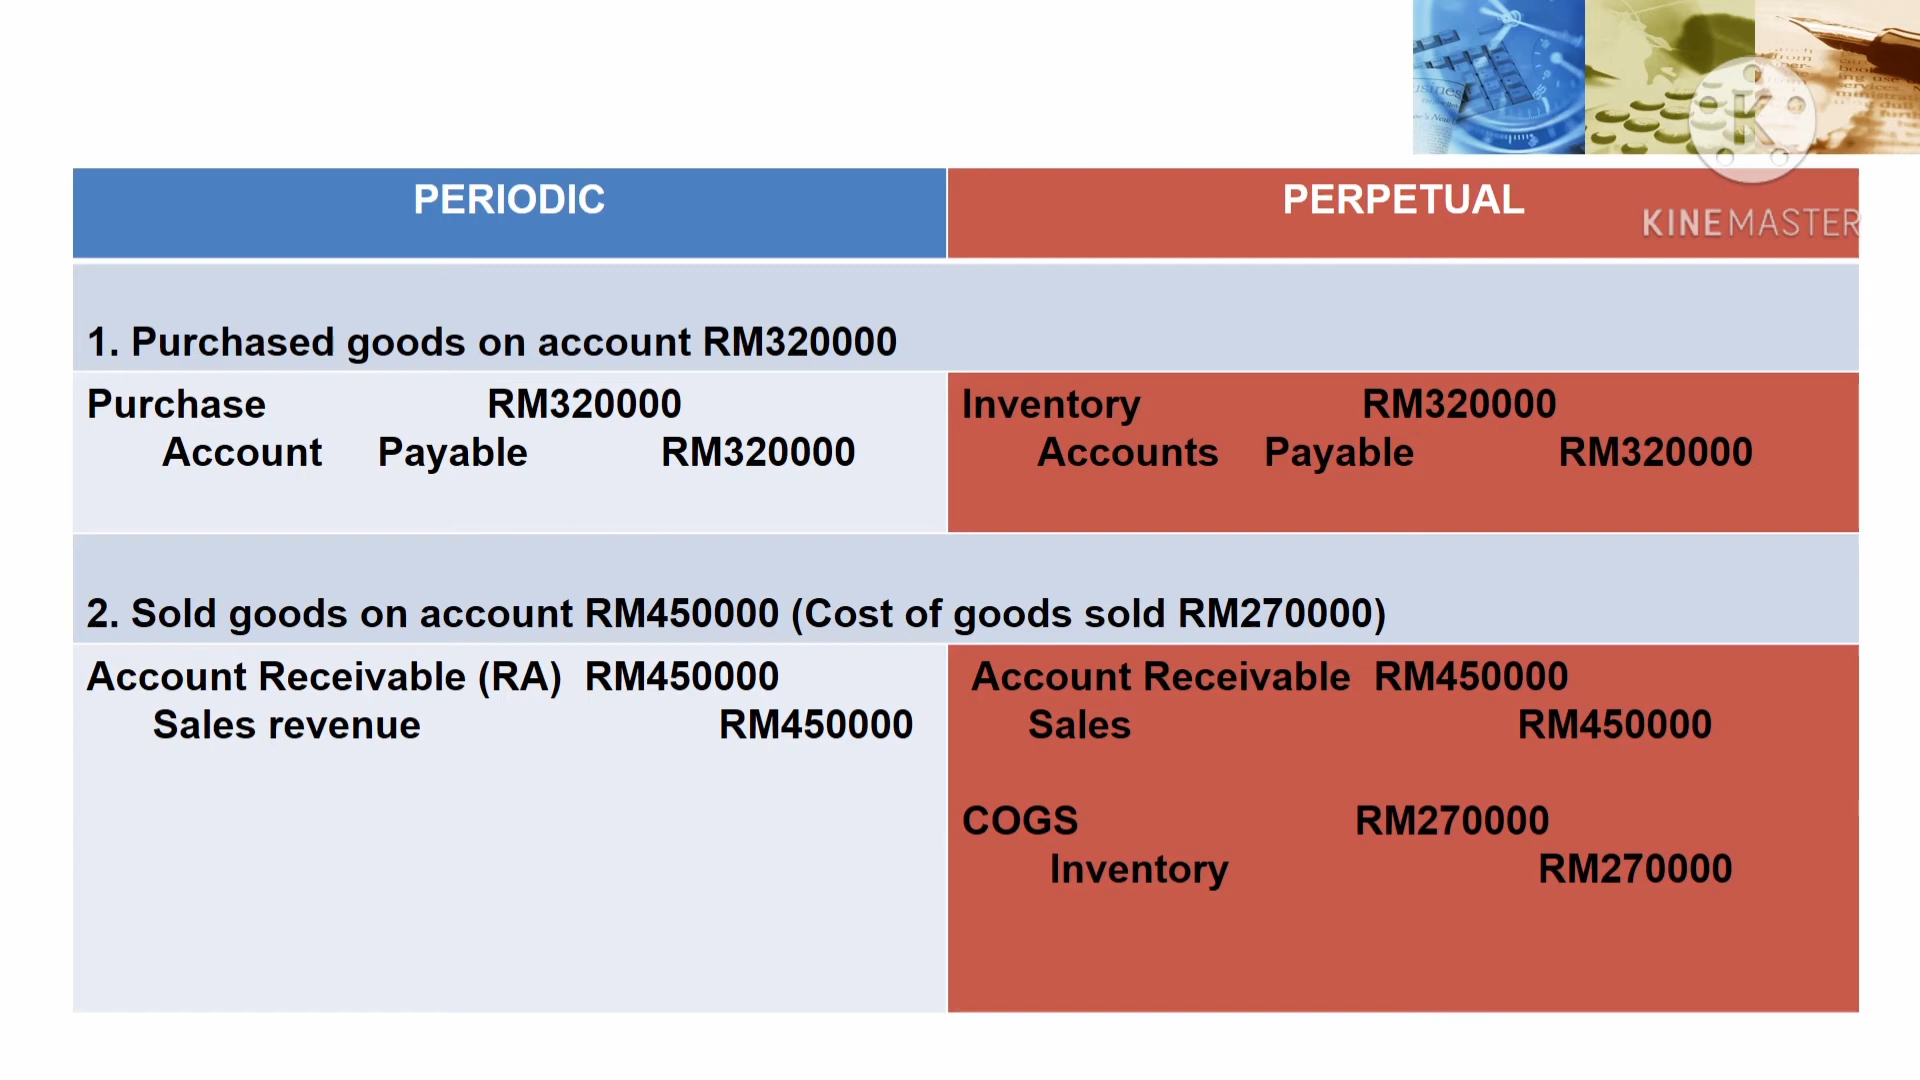 PERIODIC
PERPETUAL
KINEMASTER
1. Purchased goods on account RM320000
Purchase RM320000
Account Payable RM320000
Inventory RM320000
Accounts Payable RM320000
2. Sold goods on account RM450000 (Cost of goods sold RM270000)
Account Receivable (RA) RM450000
Sales revenue RM450000
Account Receivable RM450000
Sales RM450000
COGS RM270000
Inventory RM270000